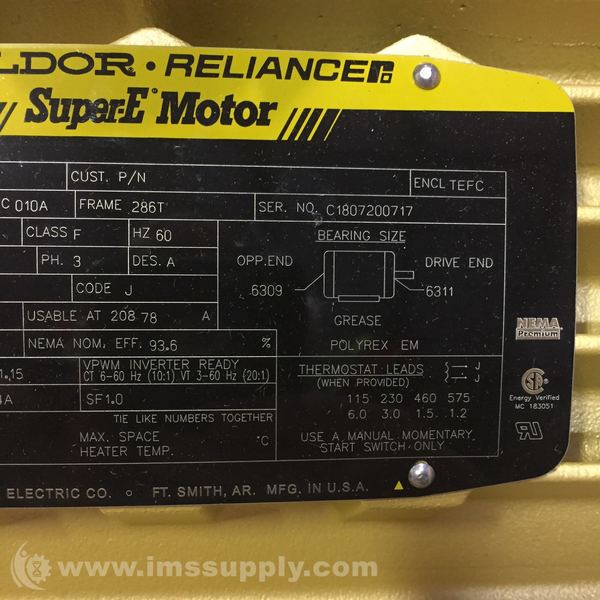 LDOR · RELIANCER
Super-E Motor
CUST. P/N
ENCL TEFC
C 010A FRAME 286T SER. NO. C1807200717
CLASS F HZ 60 BEARING SIZE
PH. 3 DES. A OPP.END DRIVE END
CODE J 6309 6311
USABLE AT 208 78 A GREASE
NEMA NOM. EFF. 93.6 % POLYREX EM
1.15 VPWM INVERTER READY
CT 6-60 Hz (10:1) VT 3-60 Hz (20:1)
4A SF1.0
THERMOSTAT LEADS J J
(WHEN PROVIDED)
115 230 460 575
6.0 3.0 1.5 1.2
TIE LIKE NUMBERS TOGETHER
MAX. SPACE
HEATER TEMP. °C
USE A MANUAL MOMENTARY
START SWITCH ONLY
NEMA
Premium
Energy Verified
MC 183051
ELECTRIC CO. FT. SMITH, AR. MFG. IN U.S.A.
www.imssupply.com